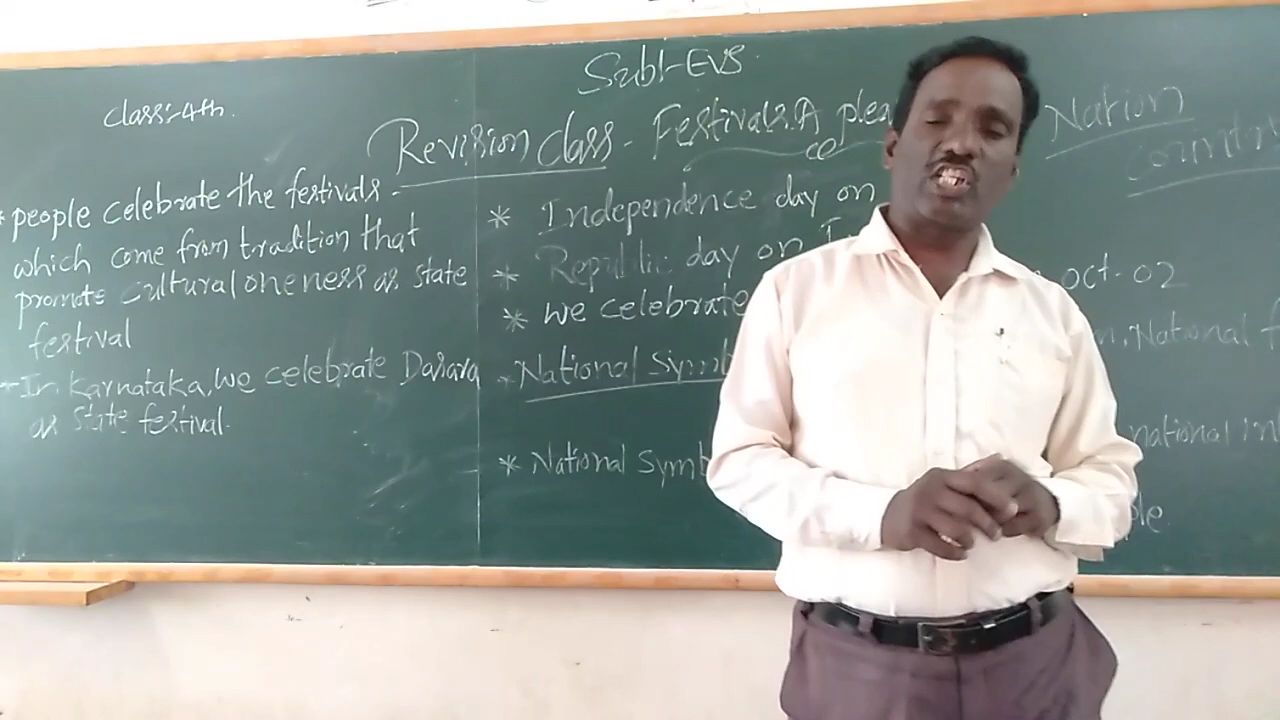 Sub:-EVS.
class:-4th.
Revision class - Festivals. A plea
Nation
* people celebrate the festivals -
which come from tradition that
promote cultural oneness as state
festival
- In Karnataka, we celebrate Dasara
as state festival.
* Independence day on
* Republic day on
* we celebrate oct-02
National
- National Symb
* National Symb national in